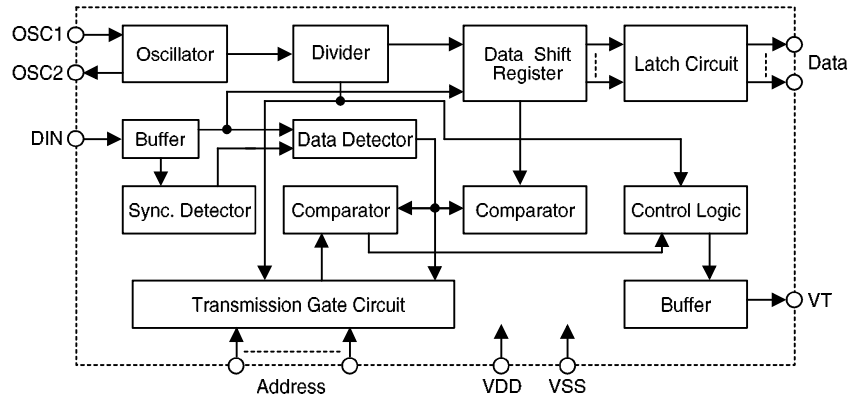 OSC1
Oscillator
Divider
Data Shift
Register
Latch Circuit
Data
OSC2
DIN
Buffer
Data Detector
Sync. Detector
Comparator
Comparator
Control Logic
Transmission Gate Circuit
Buffer
VT
Address
VDD
VSS